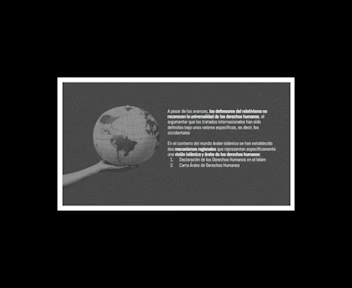 A pesar de los avances, los defensores del relativismo no
reconocen la universalidad de los derechos humanos, al
argumentar que los tratados internacionales han sido
definidos bajo unos valores específicos, es decir, los
occidentales
En el contexto del mundo árabe-islámico se han establecido
dos mecanismos regionales que representan específicamente
una visión islámica y árabe de los derechos humanos:
1. Declaración de los Derechos Humanos en el Islam
2. Carta Árabe de Derechos Humanos